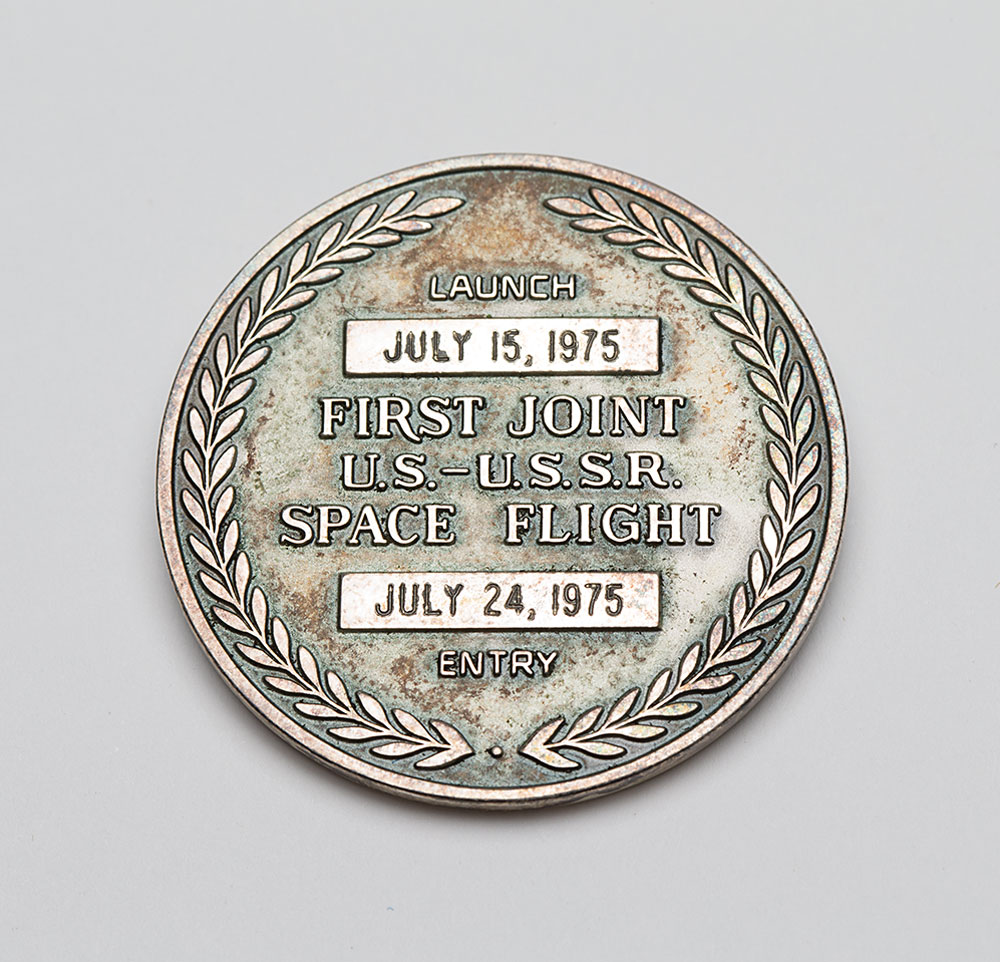 LAUNCH
JULY 15, 1975
FIRST JOINT
U.S.-U.S.S.R.
SPACE FLIGHT
JULY 24, 1975
ENTRY